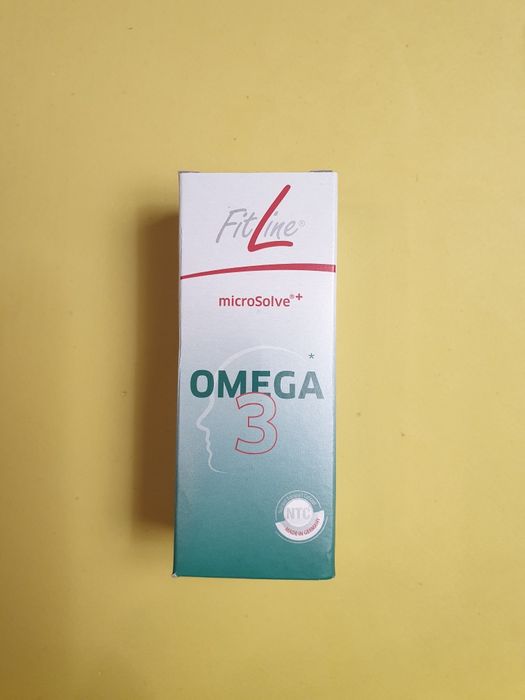 FitLine®
microSolve®+
OMEGA*
3
NTC
MADE IN GERMANY